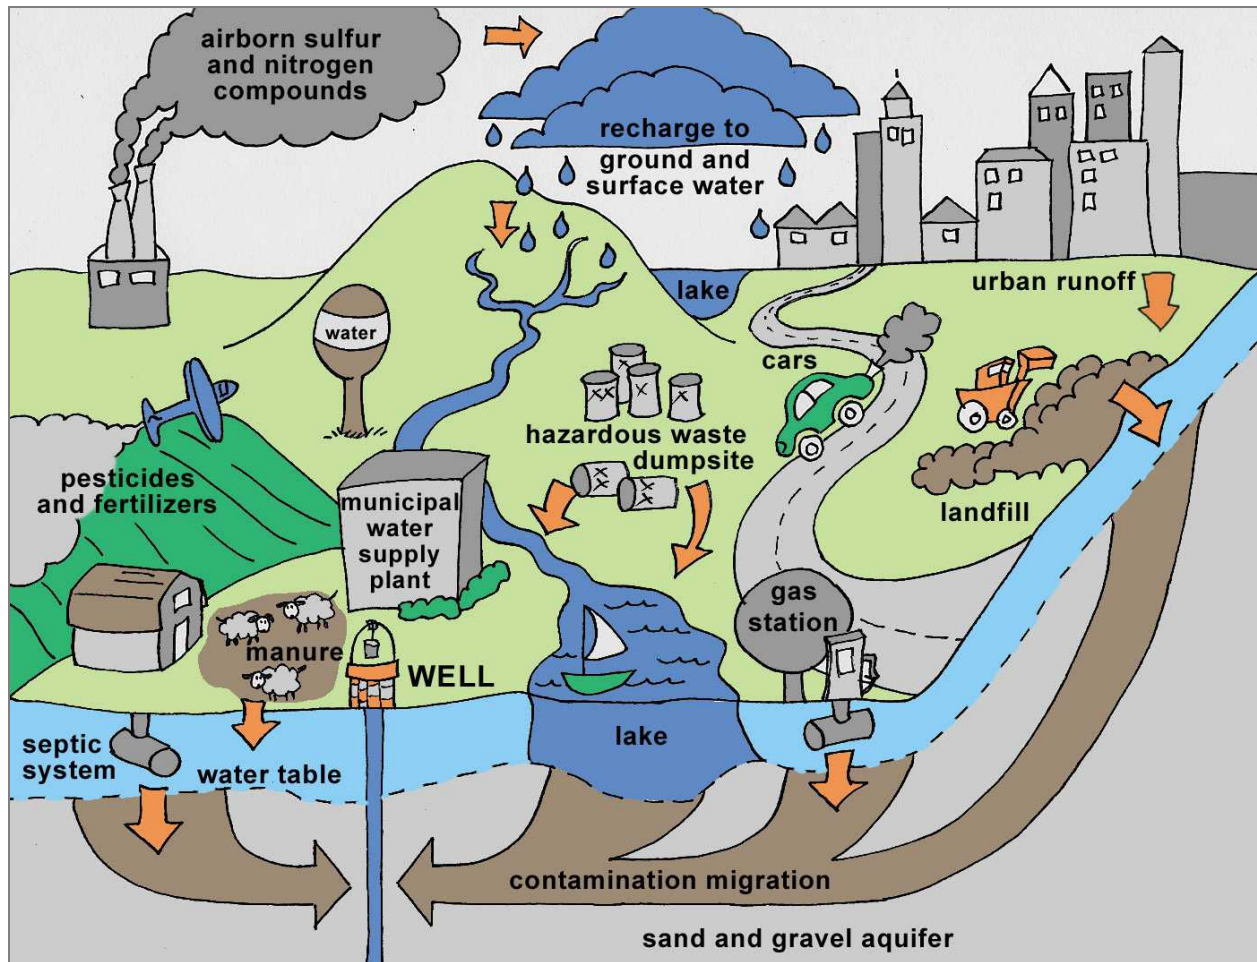 airborn sulfur
and nitrogen
compounds
recharge to
ground and
surface water
lake
urban runoff
water
cars
hazardous waste
dumpsite
pesticides
and fertilizers
municipal
water
supply
plant
landfill
gas
station
manure
WELL
septic
system
water table
lake
contamination migration
sand and gravel aquifer